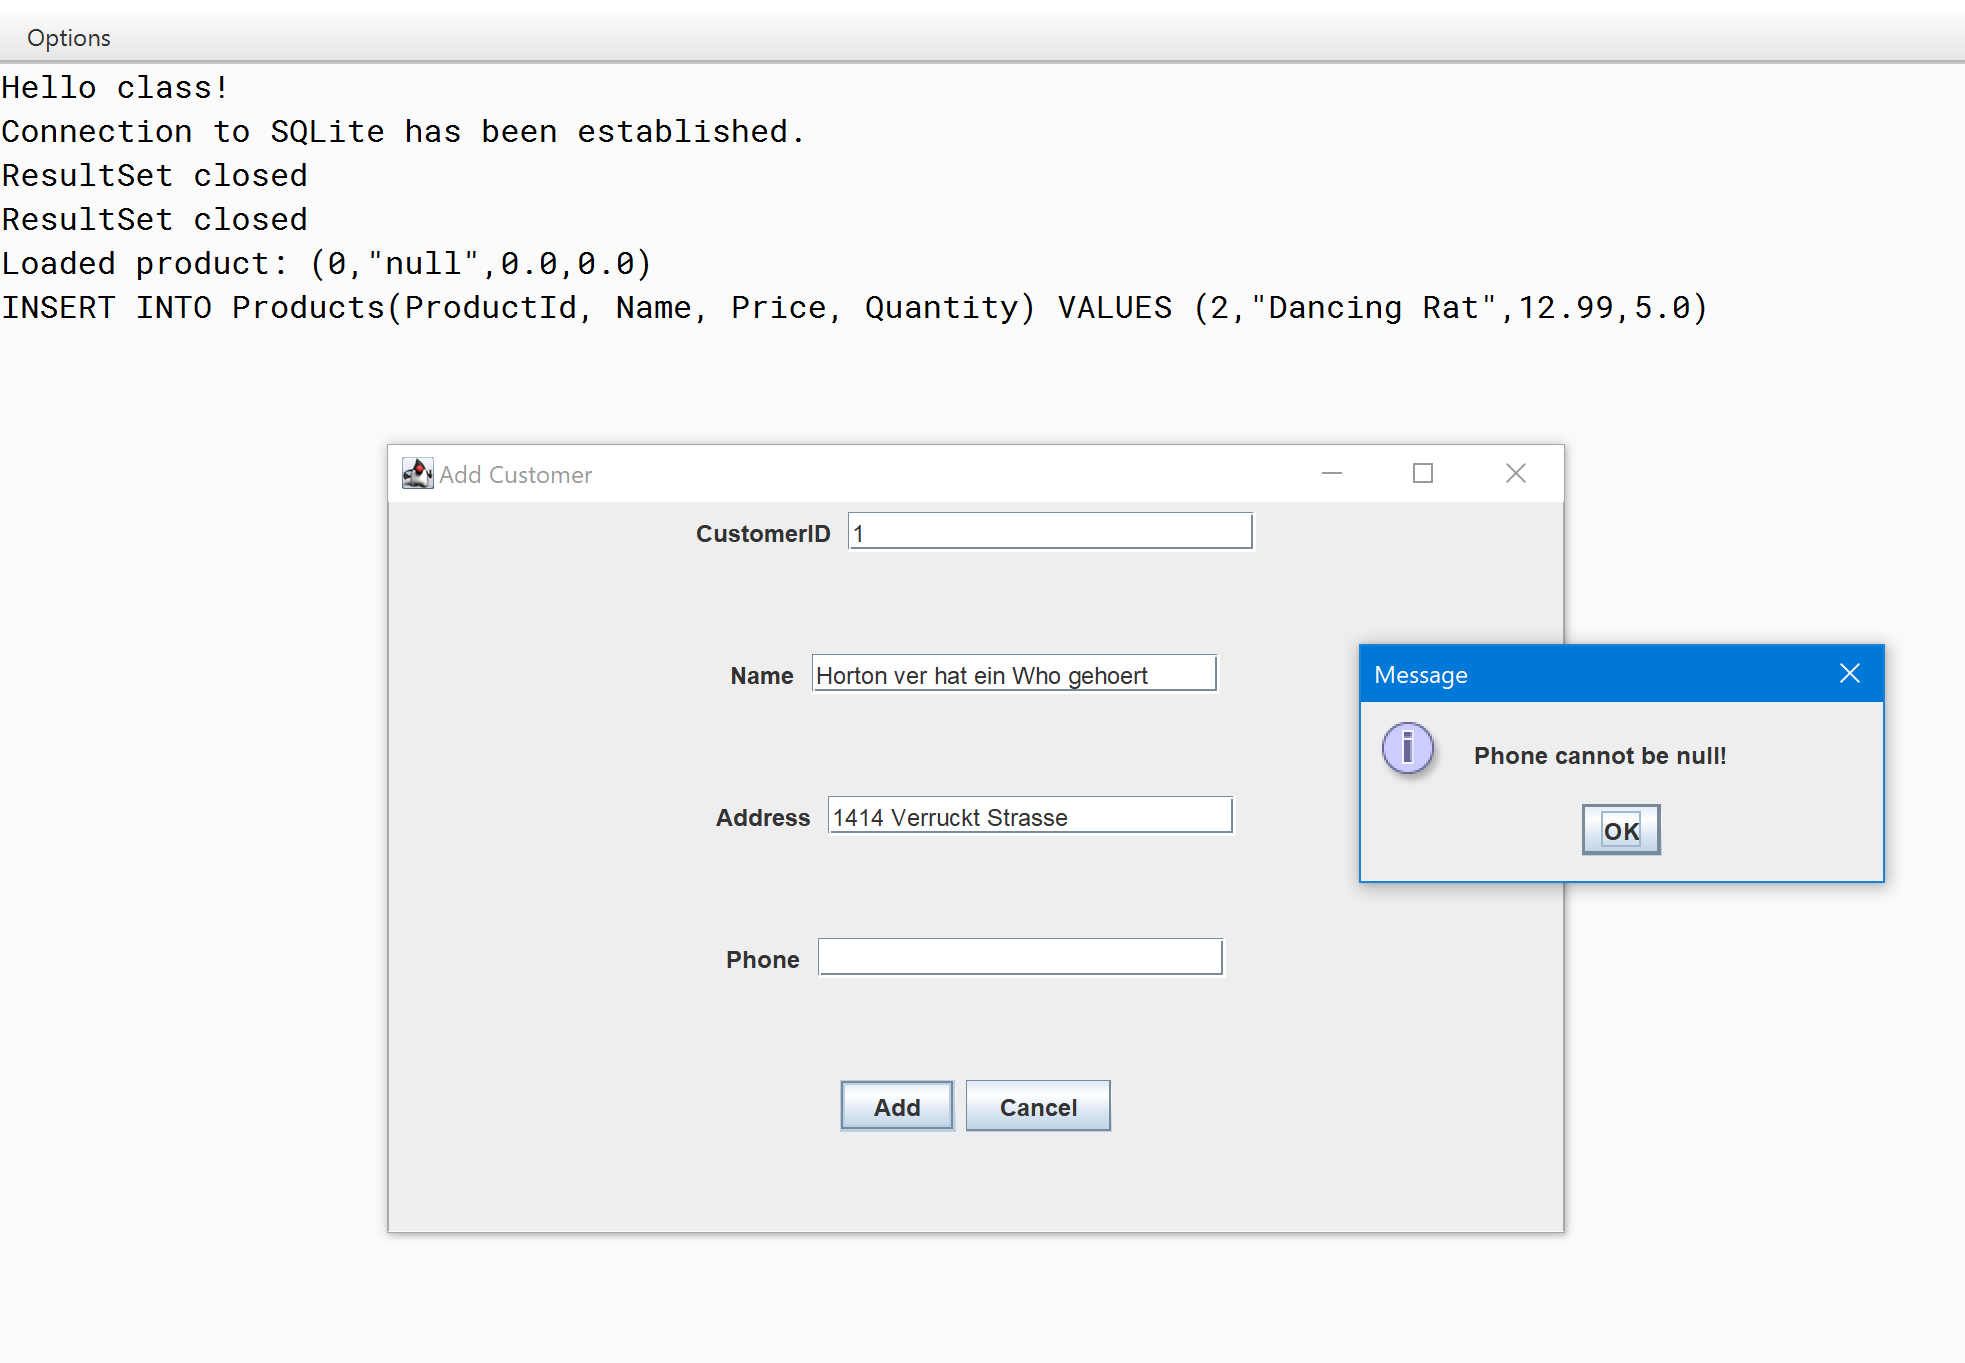 Options
Hello class!
Connection to SQLite has been established.
ResultSet closed
ResultSet closed
Loaded product: (0,"null",0.0,0.0)
INSERT INTO Products(ProductId, Name, Price, Quantity) VALUES (2,"Dancing Rat",12.99,5.0)
Add Customer
CustomerID 1
Name Horton ver hat ein Who gehoert
Address 1414 Verruckt Strasse
Phone
Add Cancel
Message
Phone cannot be null!
OK